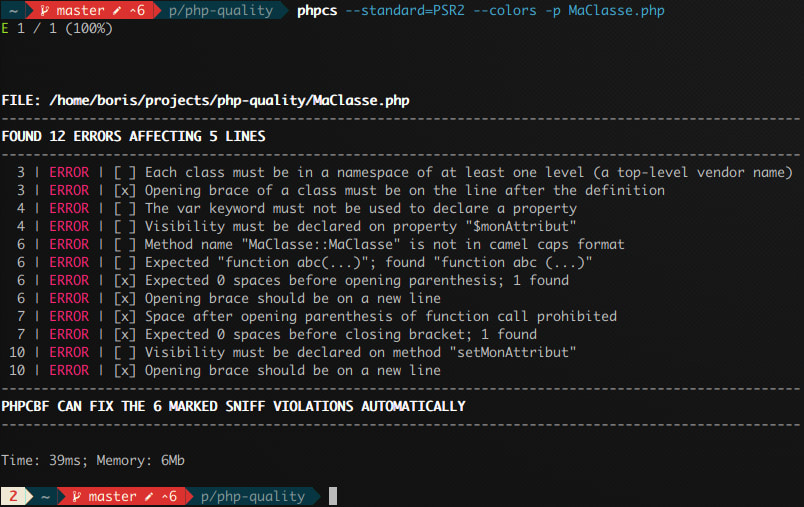 ~ master ✎ ⌃6 p/php-quality phpcs --standard=PSR2 --colors -p MaClasse.php
E 1 / 1 (100%)
FILE: /home/boris/projects/php-quality/MaClasse.php
--------------------------------------------------------------------------------
FOUND 12 ERRORS AFFECTING 5 LINES
--------------------------------------------------------------------------------
3 | ERROR | [ ] Each class must be in a namespace of at least one level (a top-level vendor name)
3 | ERROR | [x] Opening brace of a class must be on the line after the definition
4 | ERROR | [ ] The var keyword must not be used to declare a property
4 | ERROR | [ ] Visibility must be declared on property "$monAttribut"
6 | ERROR | [ ] Method name "MaClasse::MaClasse" is not in camel caps format
6 | ERROR | [ ] Expected "function abc(...)"; found "function abc (...)"
6 | ERROR | [x] Expected 0 spaces before opening parenthesis; 1 found
6 | ERROR | [x] Opening brace should be on a new line
7 | ERROR | [x] Space after opening parenthesis of function call prohibited
7 | ERROR | [x] Expected 0 spaces before closing bracket; 1 found
10 | ERROR | [ ] Visibility must be declared on method "setMonAttribut"
10 | ERROR | [x] Opening brace should be on a new line
--------------------------------------------------------------------------------
PHPCBF CAN FIX THE 6 MARKED SNIFF VIOLATIONS AUTOMATICALLY
--------------------------------------------------------------------------------
Time: 39ms; Memory: 6Mb
2 ~ master ✎ ⌃6 p/php-quality